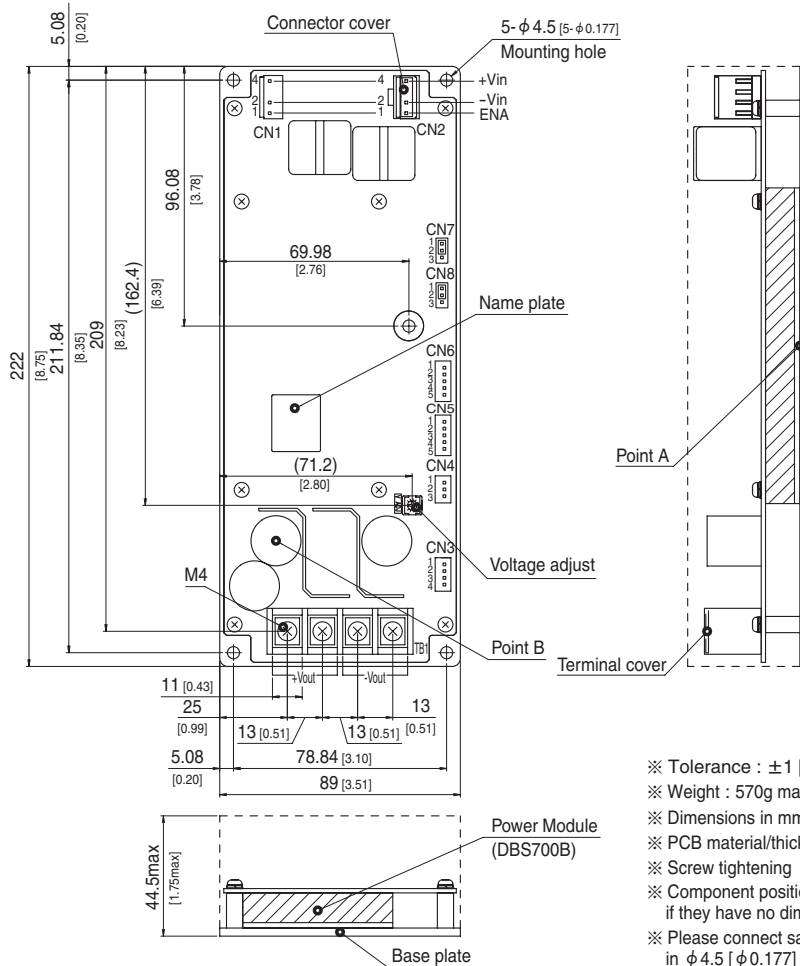 Connector cover
5-φ4.5 [5-φ0.177]
Mounting hole
5.08
[0.20]
4
2
1
CN1
4
2
1
CN2
+Vin
−Vin
ENA
96.08
[3.78]
69.98
[2.76]
CN7
1
2
3
CN8
1
2
3
Name plate
(162.4)
[6.39]
209
[8.23]
211.84
[8.35]
222
[8.75]
CN6
1
2
3
4
5
CN5
1
2
3
4
5
(71.2)
[2.80]
CN4
1
2
3
Point A
Voltage adjust
CN3
1
2
3
4
M4
Point B
TB1
Terminal cover
+Vout
-Vout
11 [0.43]
25
[0.99]
13 [0.51]
13 [0.51]
13
[0.51]
5.08
[0.20]
78.84 [3.10]
89 [3.51]
44.5max
[1.75max]
Power Module
(DBS700B)
Base plate
※ Tolerance : ±1 [
※ Weight : 570g ma
※ Dimensions in mm
※ PCB material/thick
※ Screw tightening
※ Component positio
if they have no dim
※ Please connect sa
in φ4.5 [φ0.177]